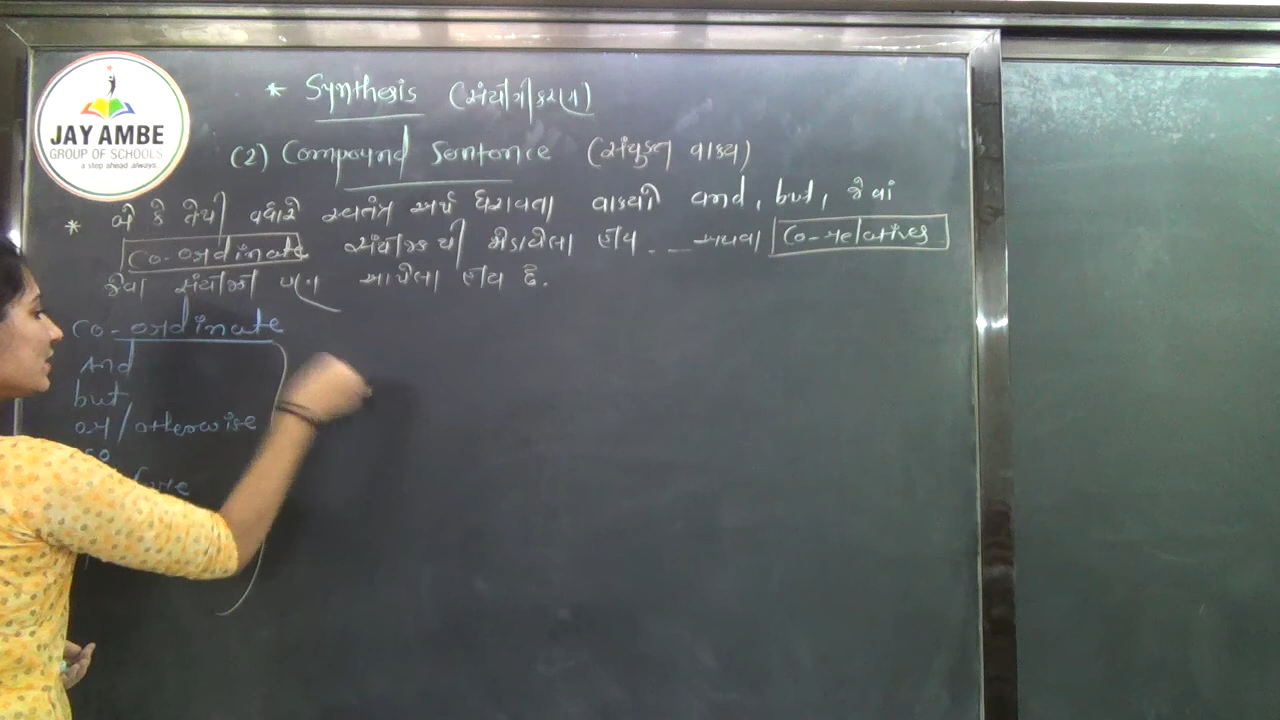 JAY AMBE
GROUP OF SCHOOLS
a step ahead always.
* Synthesis (સંયોગીકરણ)
(2) Compound Sentence (સંયુક્ત વાક્ય)
* બે કે તેથી વધારે સ્વતંત્ર અર્થ ધરાવતા વાક્યો and, but, જેવાં
Co-ordinate સંયોજકથી જોડાયેલા હોય .. અથવા Co-relatives
જેવા સંયોજકો પણ આપેલા હોય છે.
Co-ordinate
And
but
or / otherwise
so